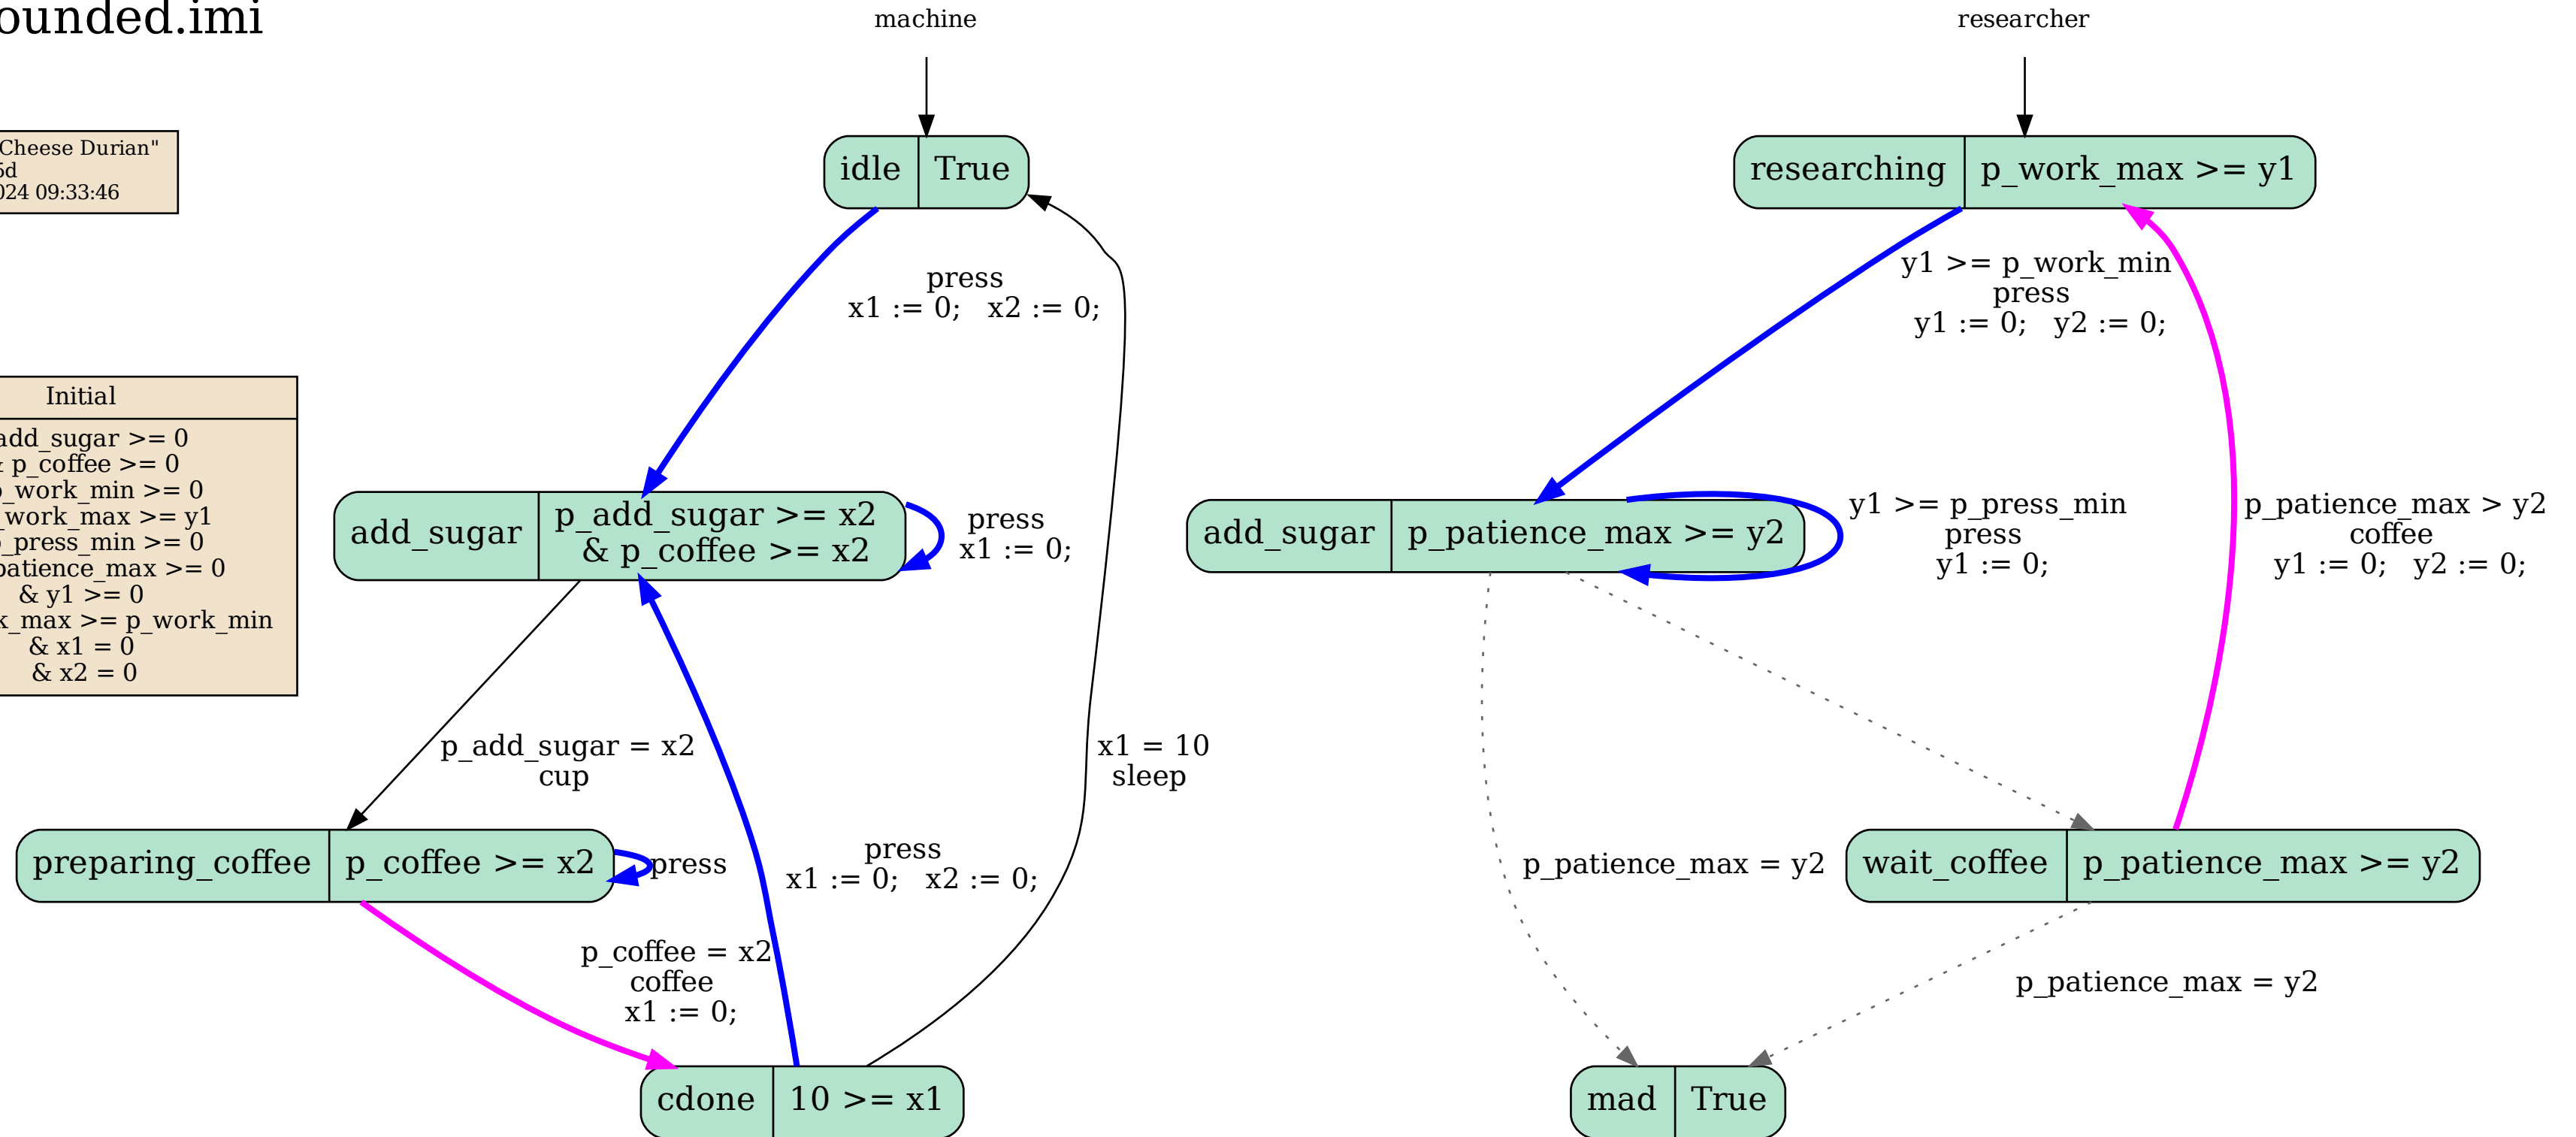 ounded.imi
Cheese Durian"
5d
024 09:33:46
Initial
add_sugar >= 0
& p_coffee >= 0
p_work_min >= 0
_work_max >= y1
p_press_min >= 0
patience_max >= 0
& y1 >= 0
k_max >= p_work_min
& x1 = 0
& x2 = 0
machine
idle True
press
x1 := 0; x2 := 0;
add_sugar p_add_sugar >= x2
& p_coffee >= x2
press
x1 := 0;
p_add_sugar = x2
cup
x1 = 10
sleep
preparing_coffee p_coffee >= x2
press
press
x1 := 0; x2 := 0;
p_coffee = x2
coffee
x1 := 0;
cdone 10 >= x1
researcher
researching p_work_max >= y1
y1 >= p_work_min
press
y1 := 0; y2 := 0;
add_sugar p_patience_max >= y2
y1 >= p_press_min
press
y1 := 0;
p_patience_max > y2
coffee
y1 := 0; y2 := 0;
p_patience_max = y2
wait_coffee p_patience_max >= y2
p_patience_max = y2
mad True